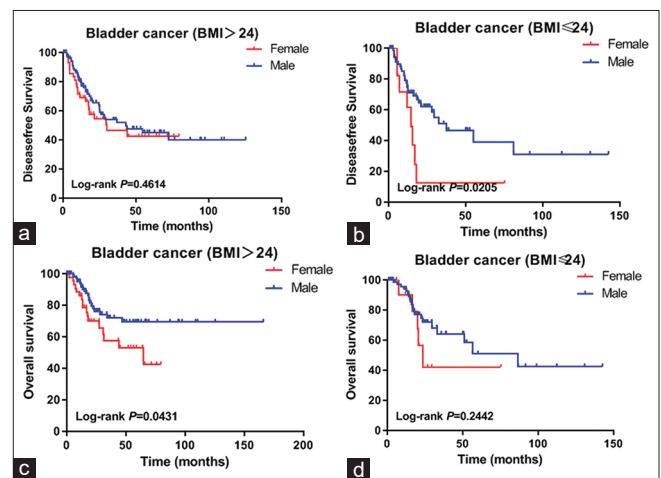 Bladder cancer (BMI＞24)
Female
Male
Diseasefree Survival
100
80
60
40
20
0
Log-rank P=0.4614
0 50 100 150
Time (months)
a
Bladder cancer (BMI⩽24)
Female
Male
Diseasefree Survival
100
80
60
40
20
0
Log-rank P=0.0205
0 50 100 150
Time (months)
b
Bladder cancer (BMI＞24)
Female
Male
Overall survival
100
80
60
40
20
0
Log-rank P=0.0431
0 50 100 150 200
Time (months)
c
Bladder cancer (BMI⩽24)
Female
Male
Overall survival
100
80
60
40
20
0
Log-rank P=0.2442
0 50 100 150
Time (months)
d